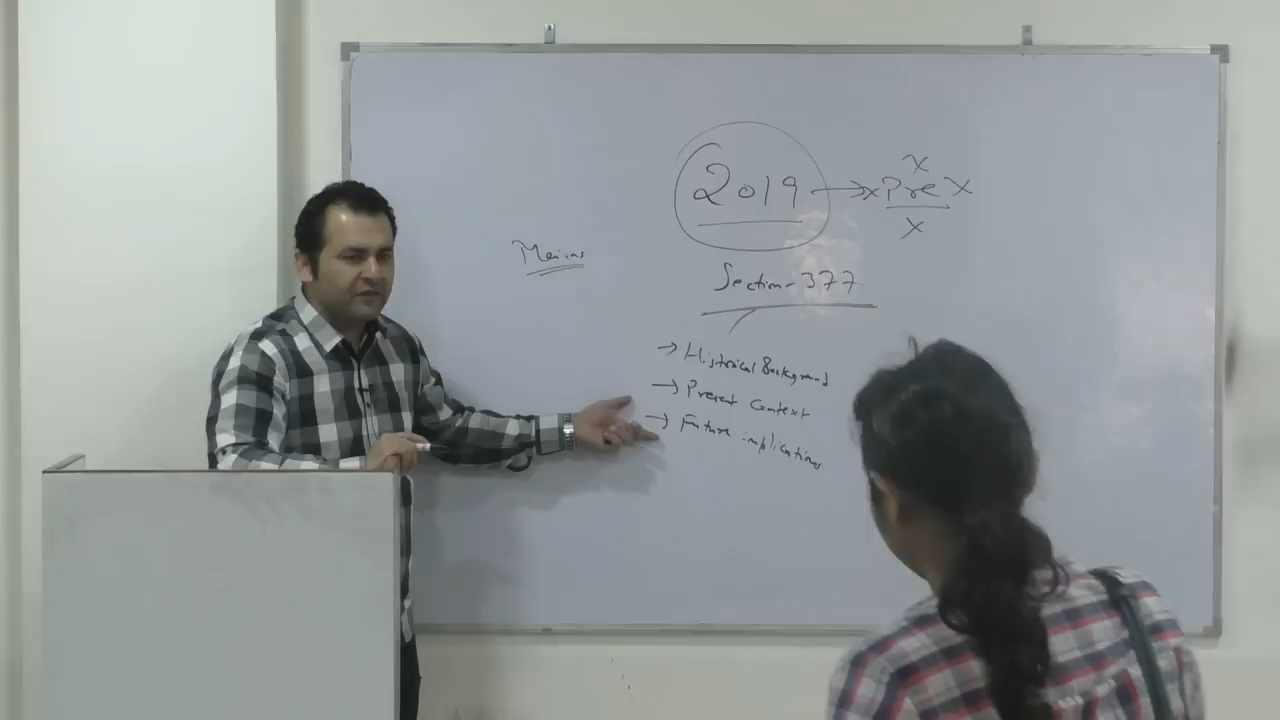 2019 → x Pre x
x
x
Mains
Section-377
→ Historical Background
→ Present Context
→ Future implications